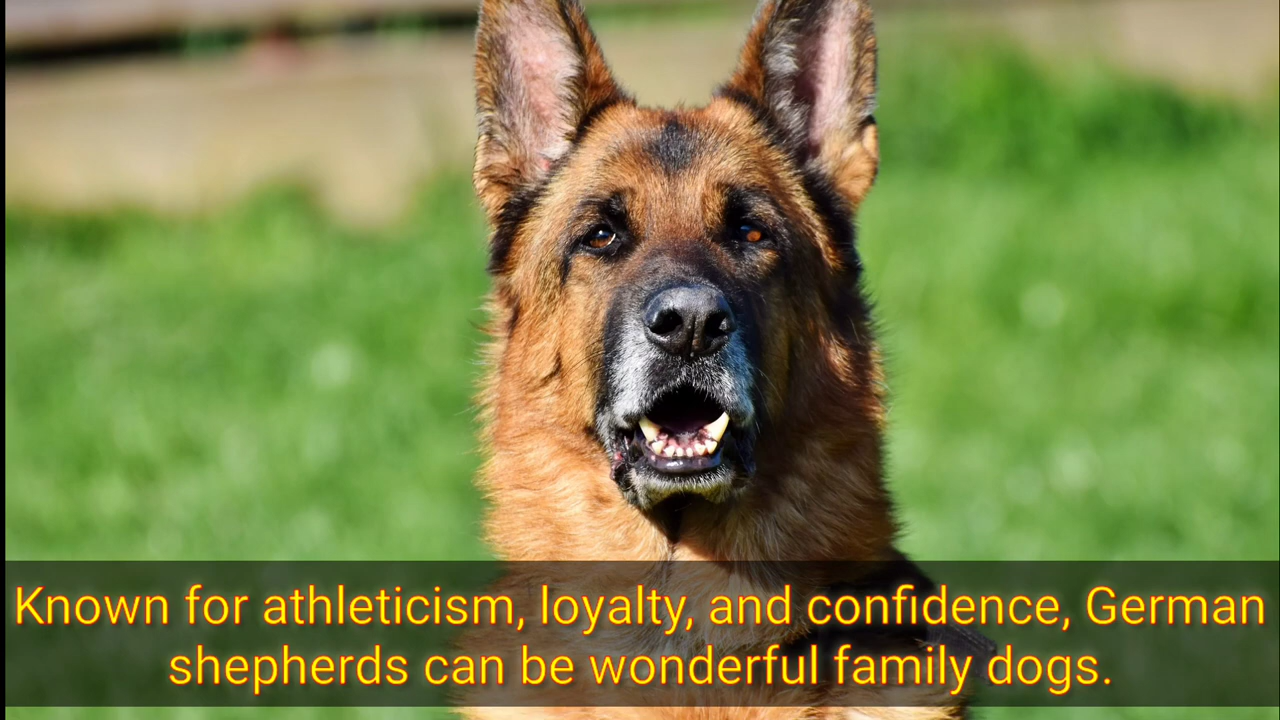 Known for athleticism, loyalty, and confidence, German
shepherds can be wonderful family dogs.